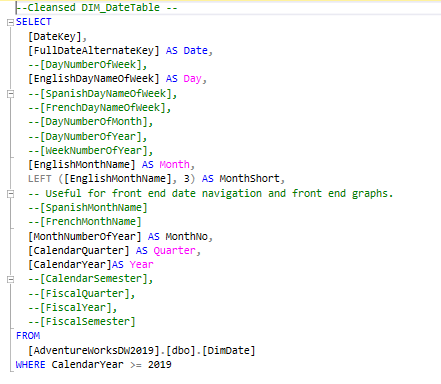 --Cleansed DIM_DateTable --
SELECT
[DateKey],
[FullDateAlternateKey] AS Date,
--[DayNumberOfWeek],
[EnglishDayNameOfWeek] AS Day,
--[SpanishDayNameOfWeek],
--[FrenchDayNameOfWeek],
--[DayNumberOfMonth],
--[DayNumberOfYear],
--[WeekNumberOfYear],
[EnglishMonthName] AS Month,
LEFT ([EnglishMonthName], 3) AS MonthShort,
-- Useful for front end date navigation and front end graphs.
--[SpanishMonthName]
--[FrenchMonthName]
[MonthNumberOfYear] AS MonthNo,
[CalendarQuarter] AS Quarter,
[CalendarYear]AS Year
--[CalendarSemester],
--[FiscalQuarter],
--[FiscalYear],
--[FiscalSemester]
FROM
[AdventureWorksDW2019].[dbo].[DimDate]
WHERE CalendarYear >= 2019